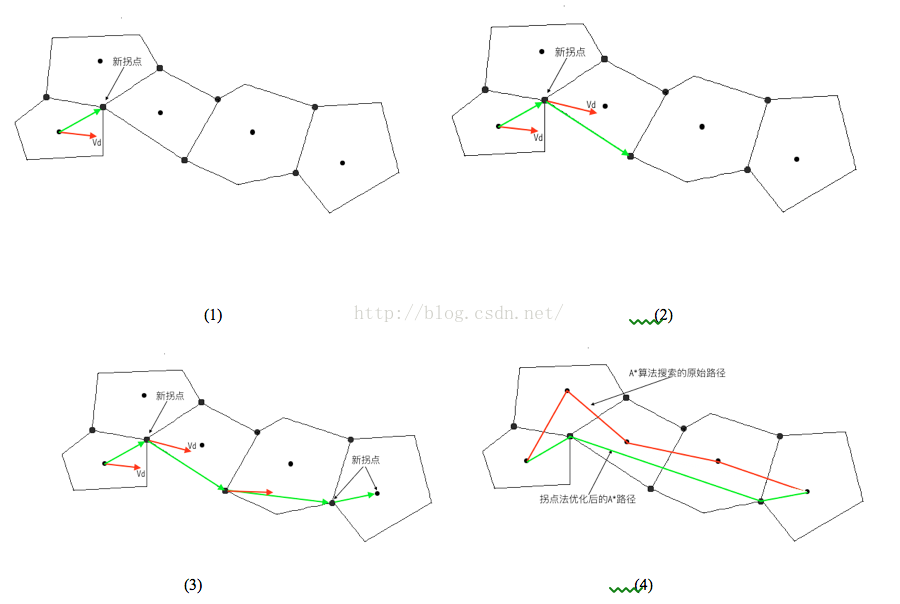 新拐点
Vd
(1)
新拐点
Vd
Vd
(2)
http://blog.csdn.net/
新拐点
Vd
Vd
新拐点
(3)
A*算法搜索的原始路径
拐点法优化后的A*路径
(4)